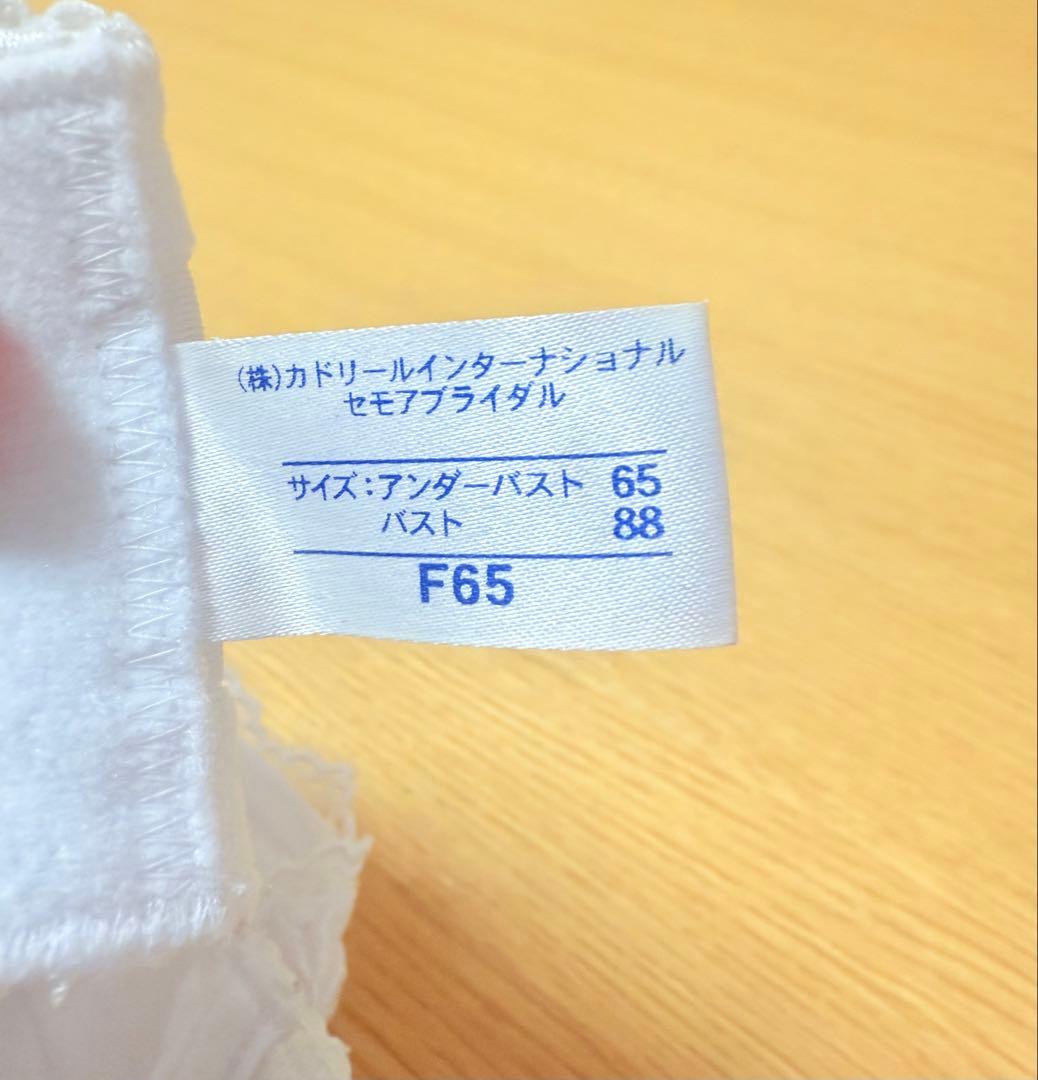 (株)カドリールインターナショナル
セモアブライダル
サイズ:アンダーバスト 65
バスト 88
F65